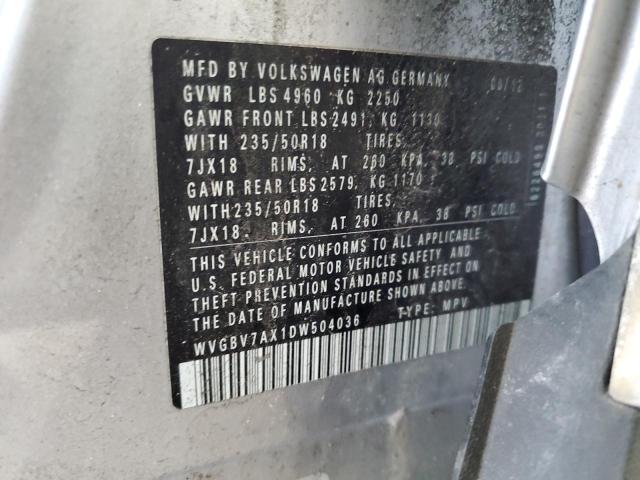 MFD BY VOLKSWAGEN AG GERMANY 06/12
GVWR LBS 4960 KG 2250
GAWR FRONT LBS 2491, KG 1130
WITH 235/50R18 TIRES,
7JX18 RIMS, AT 260 KPA, 38 PSI COLD
GAWR REAR LBS 2579, KG 1170
WITH 235/50R18 TIRES,
7JX18 RIMS, AT 260 KPA, 38 PSI COLD
THIS VEHICLE CONFORMS TO ALL APPLICABLE
U.S. FEDERAL MOTOR VEHICLE SAFETY AND
THEFT PREVENTION STANDARDS IN EFFECT ON
THE DATE OF MANUFACTURE SHOWN ABOVE.
WVGBV7AX1DW504036 TYPE: MPV